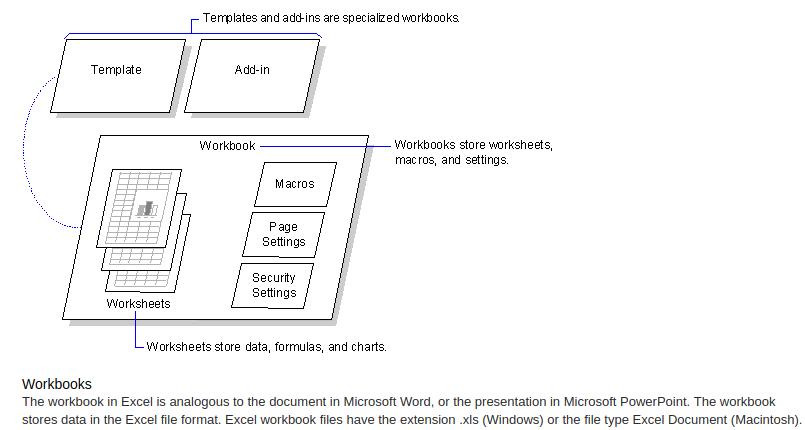 Templates and add-ins are specialized workbooks.
Template
Add-in
Workbook
Workbooks store worksheets,
macros, and settings.
Macros
Page
Settings
Security
Settings
Worksheets
Worksheets store data, formulas, and charts.
Workbooks
The workbook in Excel is analogous to the document in Microsoft Word, or the presentation in Microsoft PowerPoint. The workbook
stores data in the Excel file format. Excel workbook files have the extension .xls (Windows) or the file type Excel Document (Macintosh).